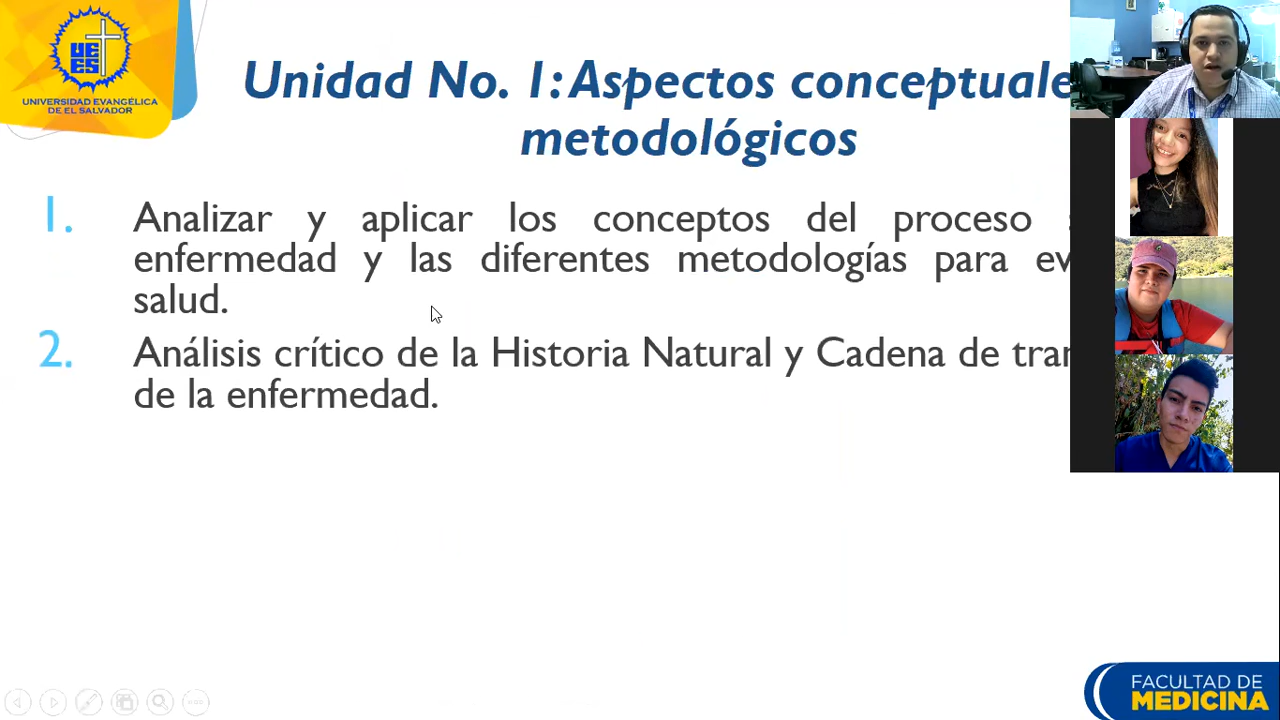 UE
ES
UNIVERSIDAD EVANGÉLICA
DE EL SALVADOR
Unidad No. 1: Aspectos conceptuale
metodológicos
1. Analizar y aplicar los conceptos del proceso
enfermedad y las diferentes metodologías para
salud.
2. Análisis crítico de la Historia Natural y Cadena de
de la enfermedad.
FACULTAD DE
MEDICINA